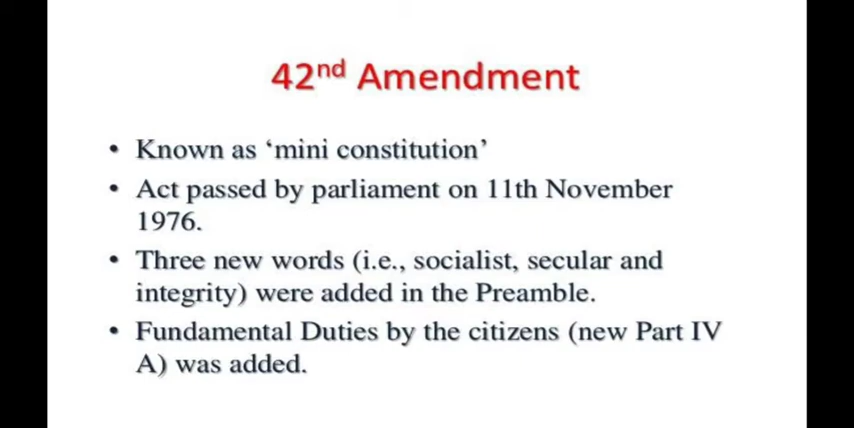 42nd Amendment
• Known as ‘mini constitution’
• Act passed by parliament on 11th November
1976.
• Three new words (i.e., socialist, secular and
integrity) were added in the Preamble.
• Fundamental Duties by the citizens (new Part IV
A) was added.